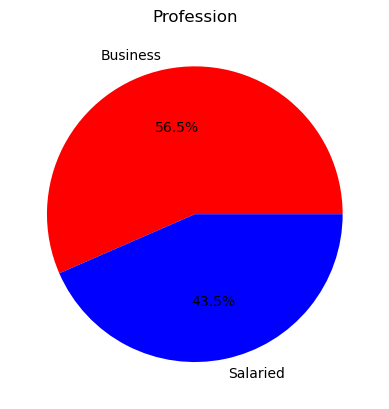 Profession
Business
56.5%
43.5%
Salaried